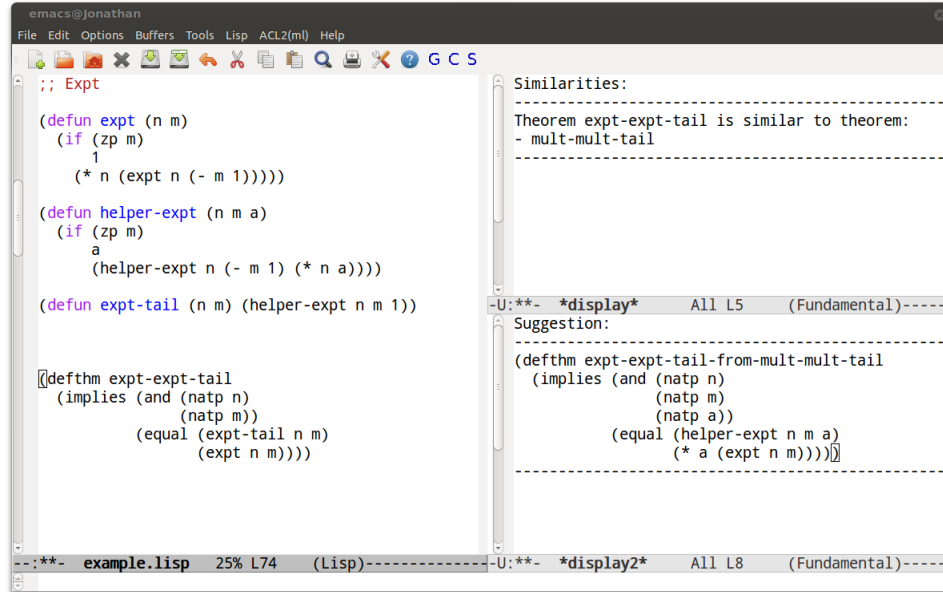 emacs@Jonathan
File Edit Options Buffers Tools Lisp ACL2(ml) Help
G C S
;; Expt
(defun expt (n m)
  (if (zp m)
      1
    (* n (expt n (- m 1)))))
(defun helper-expt (n m a)
  (if (zp m)
      a
      (helper-expt n (- m 1) (* n a))))
(defun expt-tail (n m) (helper-expt n m 1))
(defthm expt-expt-tail
  (implies (and (natp n)
                (natp m))
           (equal (expt-tail n m)
                  (expt n m))))
--:**-  example.lisp   25% L74    (Lisp)--------------
Similarities:
------------------------------------------------
Theorem expt-expt-tail is similar to theorem:
- mult-mult-tail
------------------------------------------------
-U:**-  *display*      All L5     (Fundamental)-----
Suggestion:
------------------------------------------------
(defthm expt-expt-tail-from-mult-mult-tail
  (implies (and (natp n)
                (natp m)
                (natp a))
           (equal (helper-expt n m a)
                  (* a (expt n m)))))
------------------------------------------------
-U:**-  *display2*     All L8     (Fundamental)-----